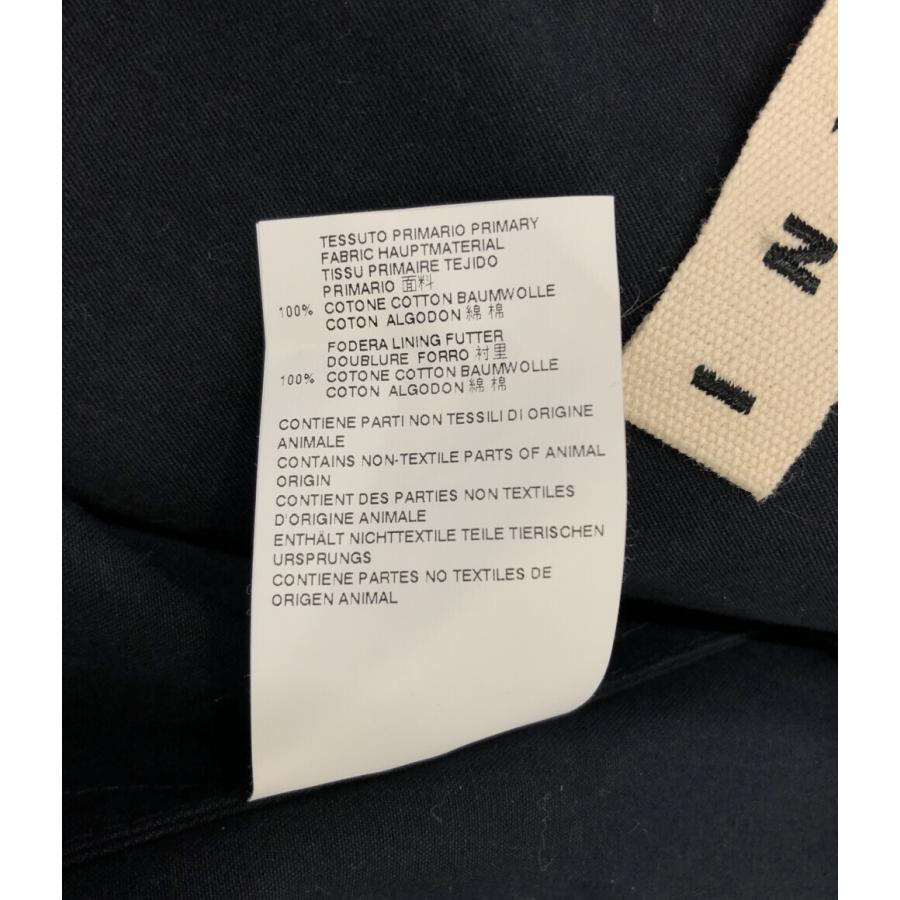 TESSUTO PRIMARIO PRIMARY
FABRIC HAUPTMATERIAL
TISSU PRIMAIRE TEJIDO
PRIMARIO 面料
100% COTONE COTTON BAUMWOLLE
COTON ALGODON 綿 棉
FODERA LINING FUTTER
DOUBLURE FORRO 衬里
100% COTONE COTTON BAUMWOLLE
COTON ALGODON 綿 棉
CONTIENE PARTI NON TESSILI DI ORIGINE
ANIMALE
CONTAINS NON-TEXTILE PARTS OF ANIMAL
ORIGIN
CONTIENT DES PARTIES NON TEXTILES
D'ORIGINE ANIMALE
ENTHÄLT NICHTTEXTILE TEILE TIERISCHEN
URSPRUNGS
CONTIENE PARTES NO TEXTILES DE
ORIGEN ANIMAL
I N